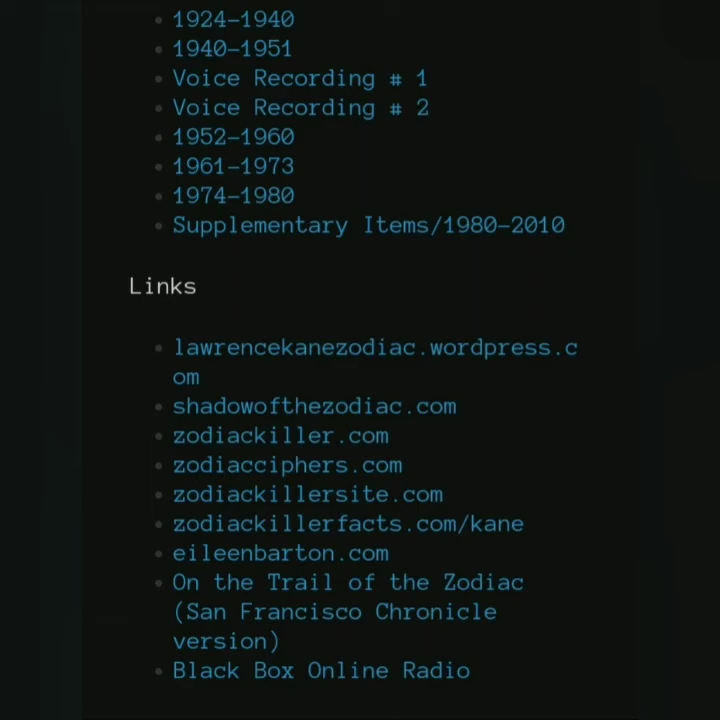 1924-1940
1940-1951
Voice Recording # 1
Voice Recording # 2
1952-1960
1961-1973
1974-1980
Supplementary Items/1980-2010
Links
lawrencekanezodiac.wordpress.c
om
shadowofthezodiac.com
zodiackiller.com
zodiacciphers.com
zodiackillersite.com
zodiackillerfacts.com/kane
eileenbarton.com
On the Trail of the Zodiac
(San Francisco Chronicle
version)
Black Box Online Radio